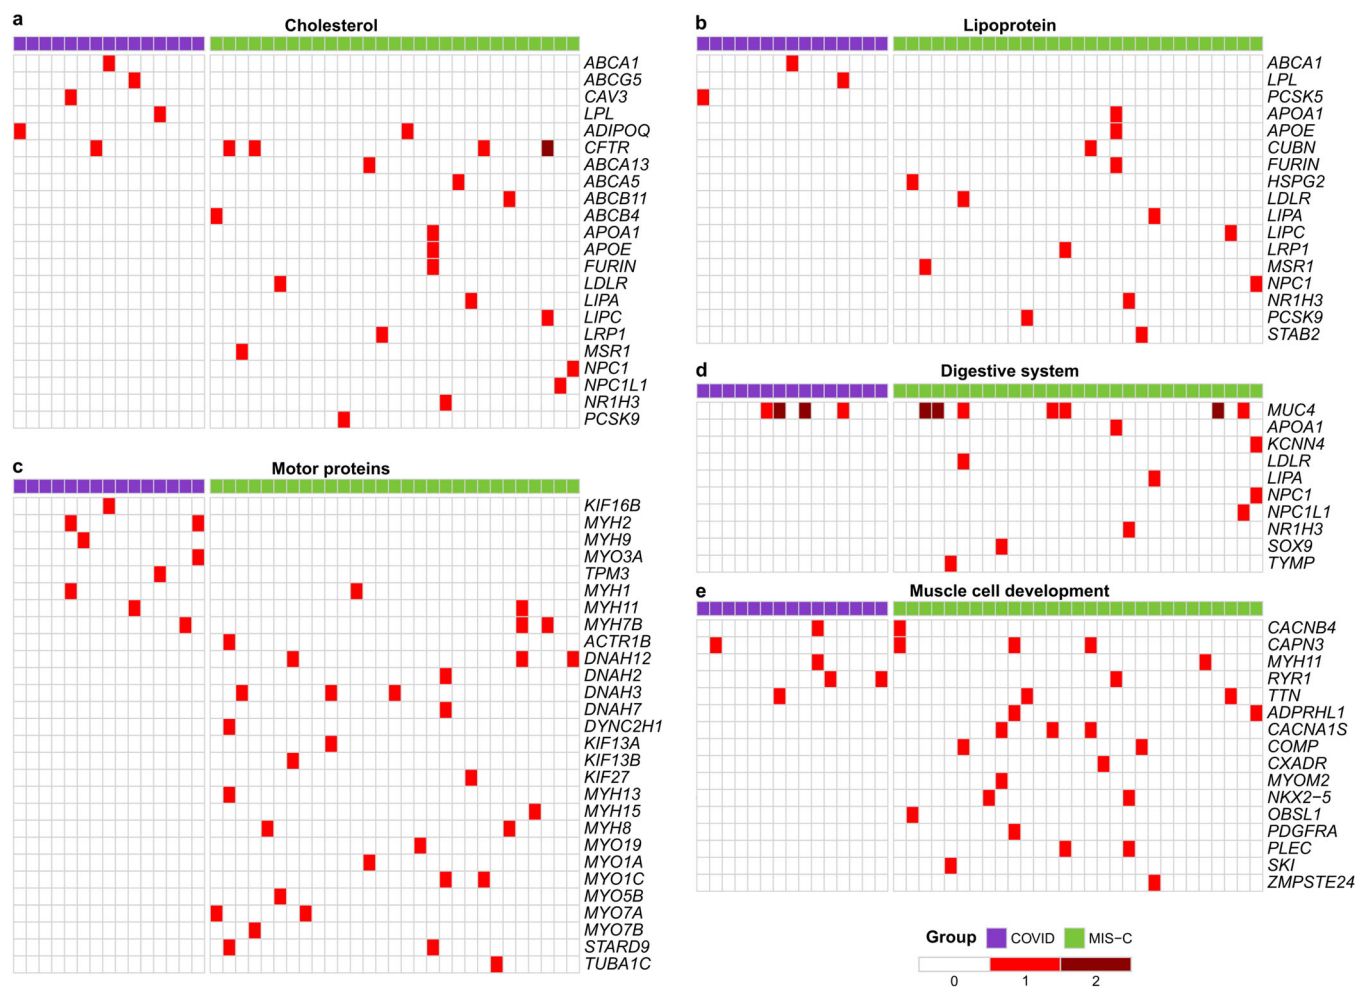 a
Cholesterol
ABCA1
ABCG5
CAV3
LPL
ADIPOQ
CFTR
ABCA13
ABCA5
ABCB11
ABCB4
APOA1
APOE
FURIN
LDLR
LIPA
LIPC
LRP1
MSR1
NPC1
NPC1L1
NR1H3
PCSK9
b
Lipoprotein
ABCA1
LPL
PCSK5
APOA1
APOE
CUBN
FURIN
HSPG2
LDLR
LIPA
LIPC
LRP1
MSR1
NPC1
NR1H3
PCSK9
STAB2
c
Motor proteins
KIF16B
MYH2
MYH9
MYO3A
TPM3
MYH1
MYH11
MYH7B
ACTR1B
DNAH12
DNAH2
DNAH3
DNAH7
DYNC2H1
KIF13A
KIF13B
KIF27
MYH13
MYH15
MYH8
MYO19
MYO1A
MYO1C
MYO5B
MYO7A
MYO7B
STARD9
TUBA1C
d
Digestive system
MUC4
APOA1
KCNN4
LDLR
LIPA
NPC1
NPC1L1
NR1H3
SOX9
TYMP
e
Muscle cell development
CACNB4
CAPN3
MYH11
RYR1
TTN
ADPRHL1
CACNA1S
COMP
CXADR
MYOM2
NKX2−5
OBSL1
PDGFRA
PLEC
SKI
ZMPSTE24
Group COVID MIS−C
0 1 2